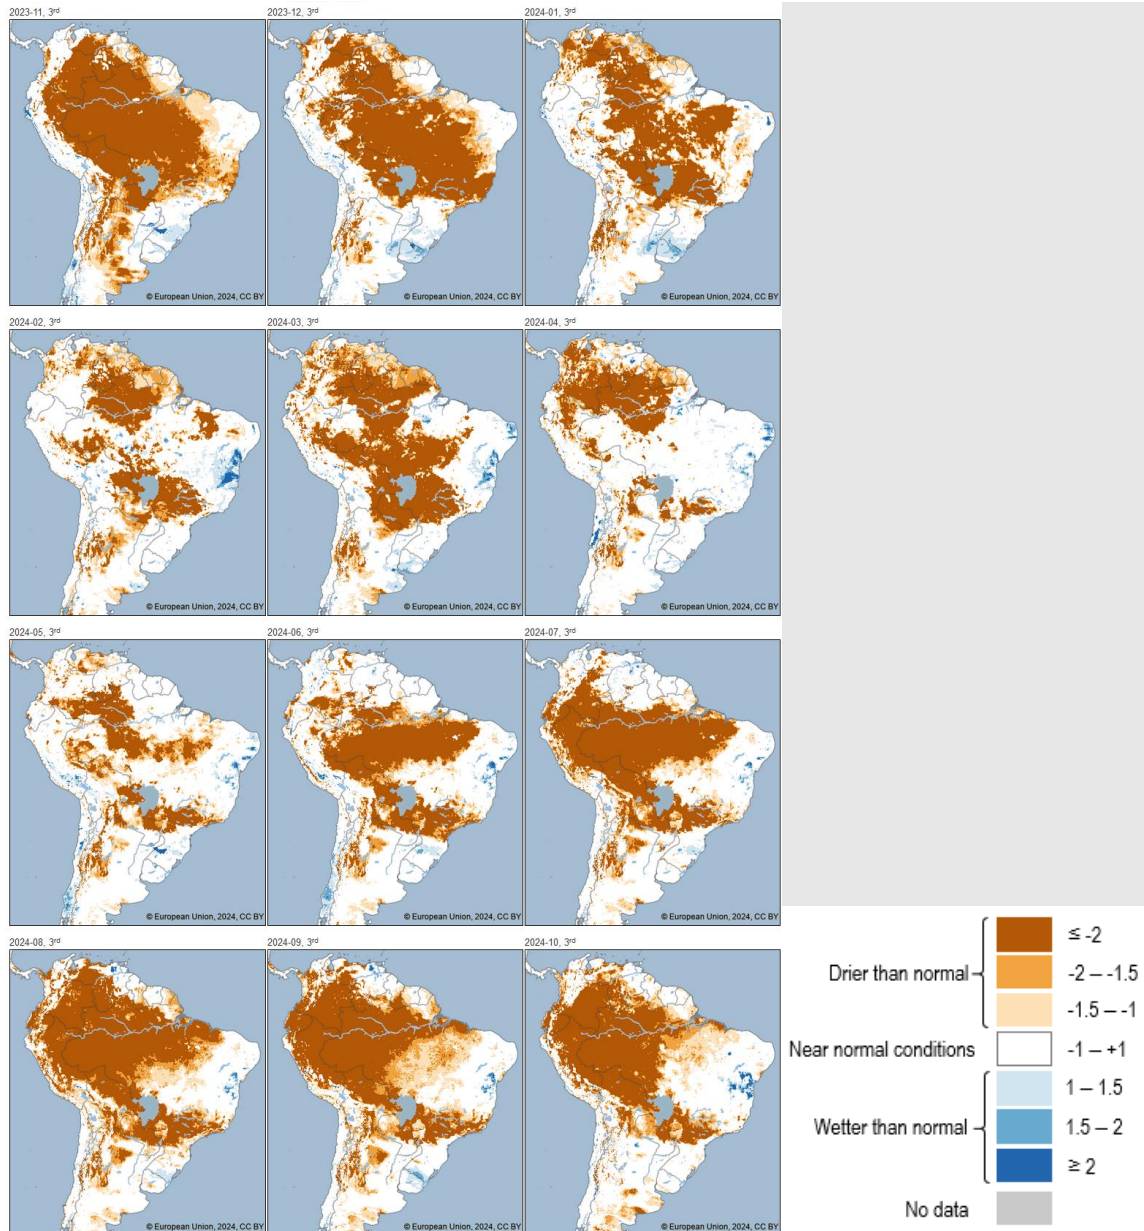 2023-11, 3rd
2023-12, 3rd
2024-01, 3rd
© European Union, 2024, CC BY
© European Union, 2024, CC BY
© European Union, 2024, CC BY
2024-02, 3rd
2024-03, 3rd
2024-04, 3rd
© European Union, 2024, CC BY
© European Union, 2024, CC BY
© European Union, 2024, CC BY
2024-05, 3rd
2024-06, 3rd
2024-07, 3rd
© European Union, 2024, CC BY
© European Union, 2024, CC BY
© European Union, 2024, CC BY
2024-08, 3rd
2024-09, 3rd
2024-10, 3rd
© European Union, 2024, CC BY
© European Union, 2024, CC BY
© European Union, 2024, CC BY
≤ -2
Drier than normal
-2 – -1.5
-1.5 – -1
Near normal conditions
-1 – +1
1 – 1.5
Wetter than normal
1.5 – 2
≥ 2
No data